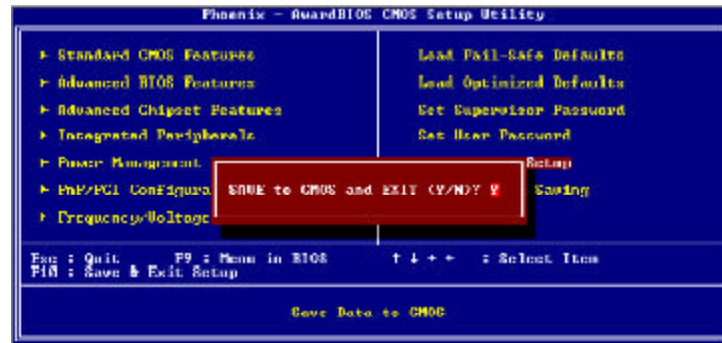 Phoenix - AwardBIOS CMOS Setup Utility
Standard CMOS Features
Advanced BIOS Features
Advanced Chipset Features
Integrated Peripherals
Power Management
PnP/PCI Configura
Frequency/Voltage
Load Fail-Safe Defaults
Load Optimized Defaults
Set Supervisor Password
Set User Password
Setup
Saving
SAVE to CMOS and EXIT (Y/N)? Y
Esc : Quit F9 : Menu in BIOS ↑ ↓ → ← : Select Item
F10 : Save & Exit Setup
Save Data to CMOS